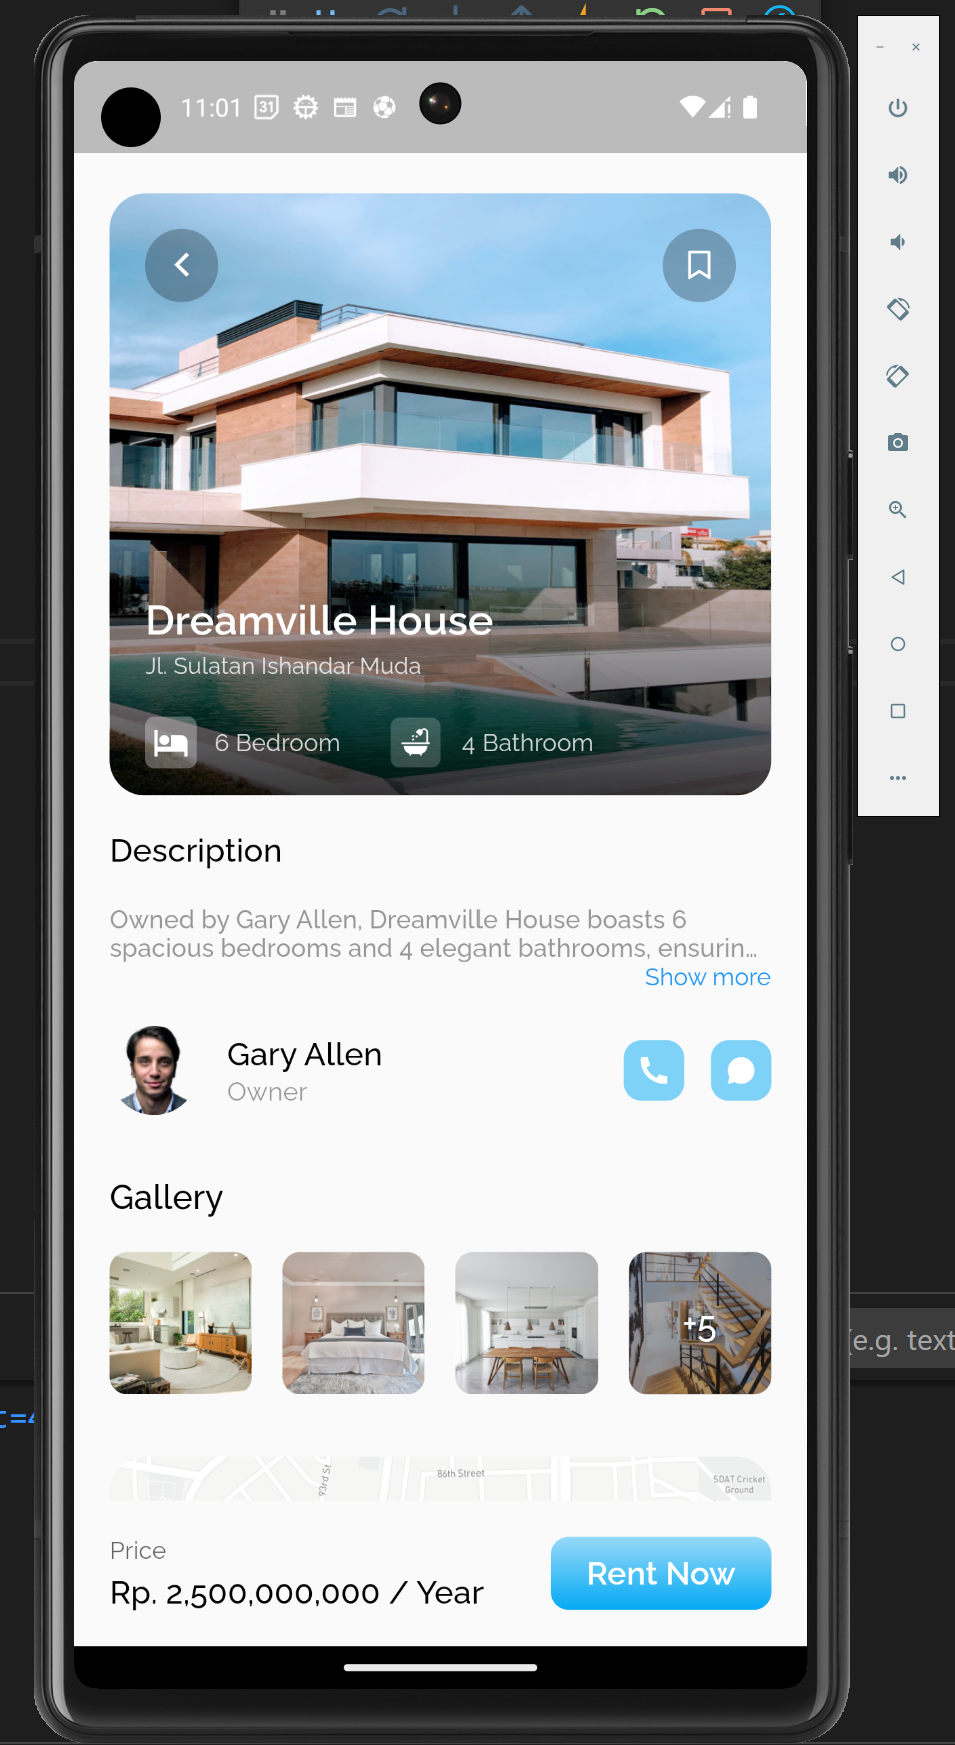 11:01
31
Dreamville House
Jl. Sulatan Ishandar Muda
6 Bedroom
4 Bathroom
Description
Owned by Gary Allen, Dreamville House boasts 6
spacious bedrooms and 4 elegant bathrooms, ensurin...
Show more
Gary Allen
Owner
Gallery
+5
(e.g. text
t=4
93rd St
86th Street
SDAT Cricket
Ground
Price
Rp. 2,500,000,000 / Year
Rent Now